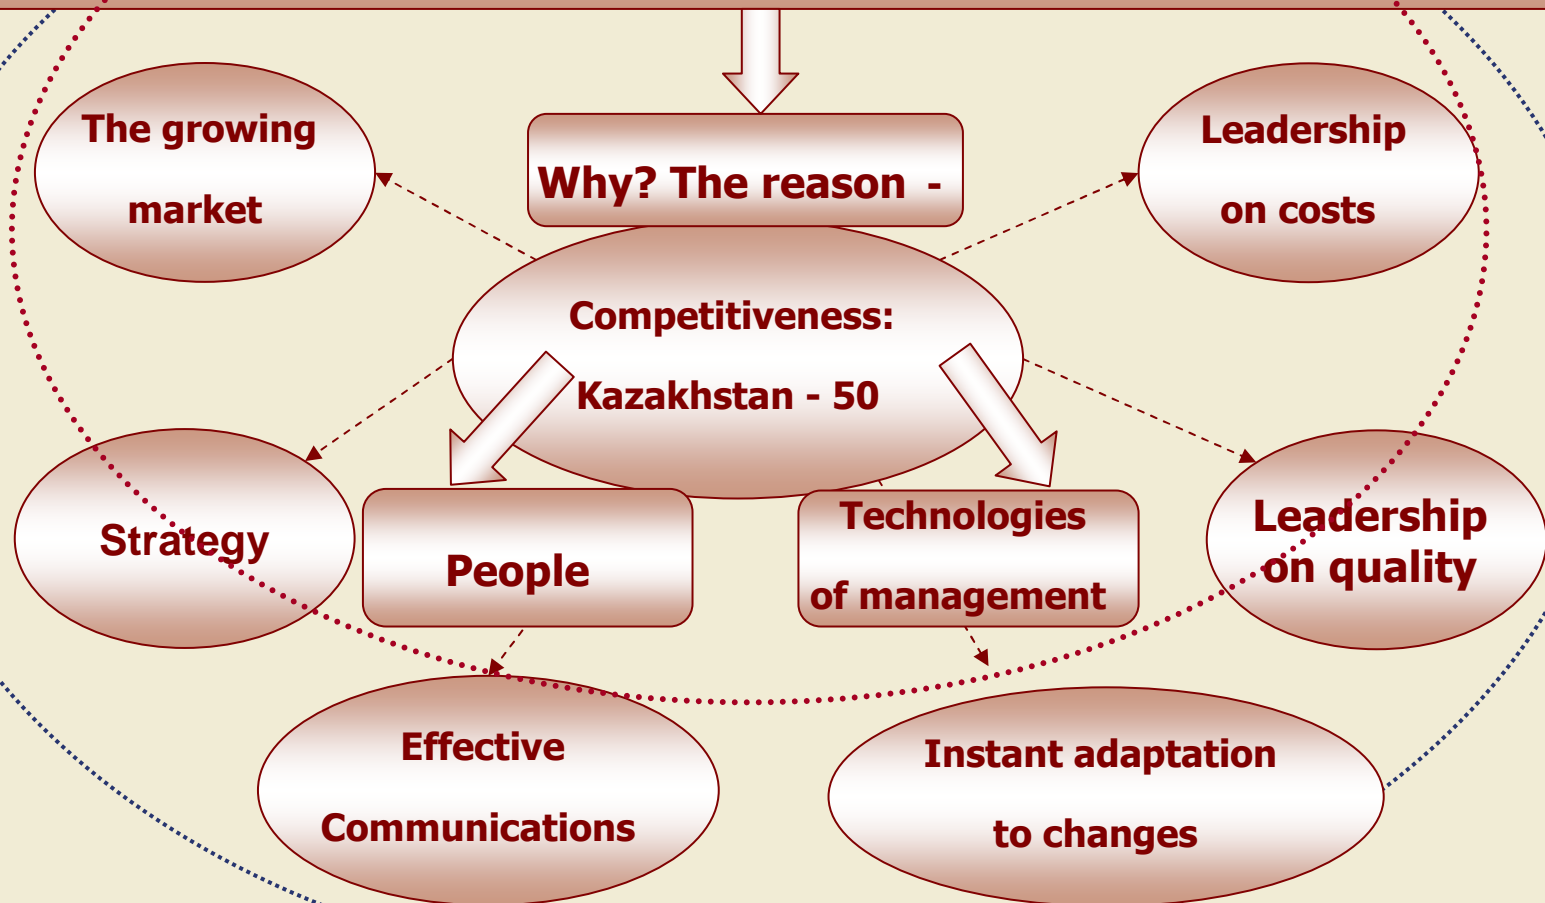 The growing
market
Why? The reason -
Leadership
on costs
Competitiveness:
Kazakhstan - 50
Strategy
People
Technologies
of management
Leadership
on quality
Effective
Communications
Instant adaptation
to changes